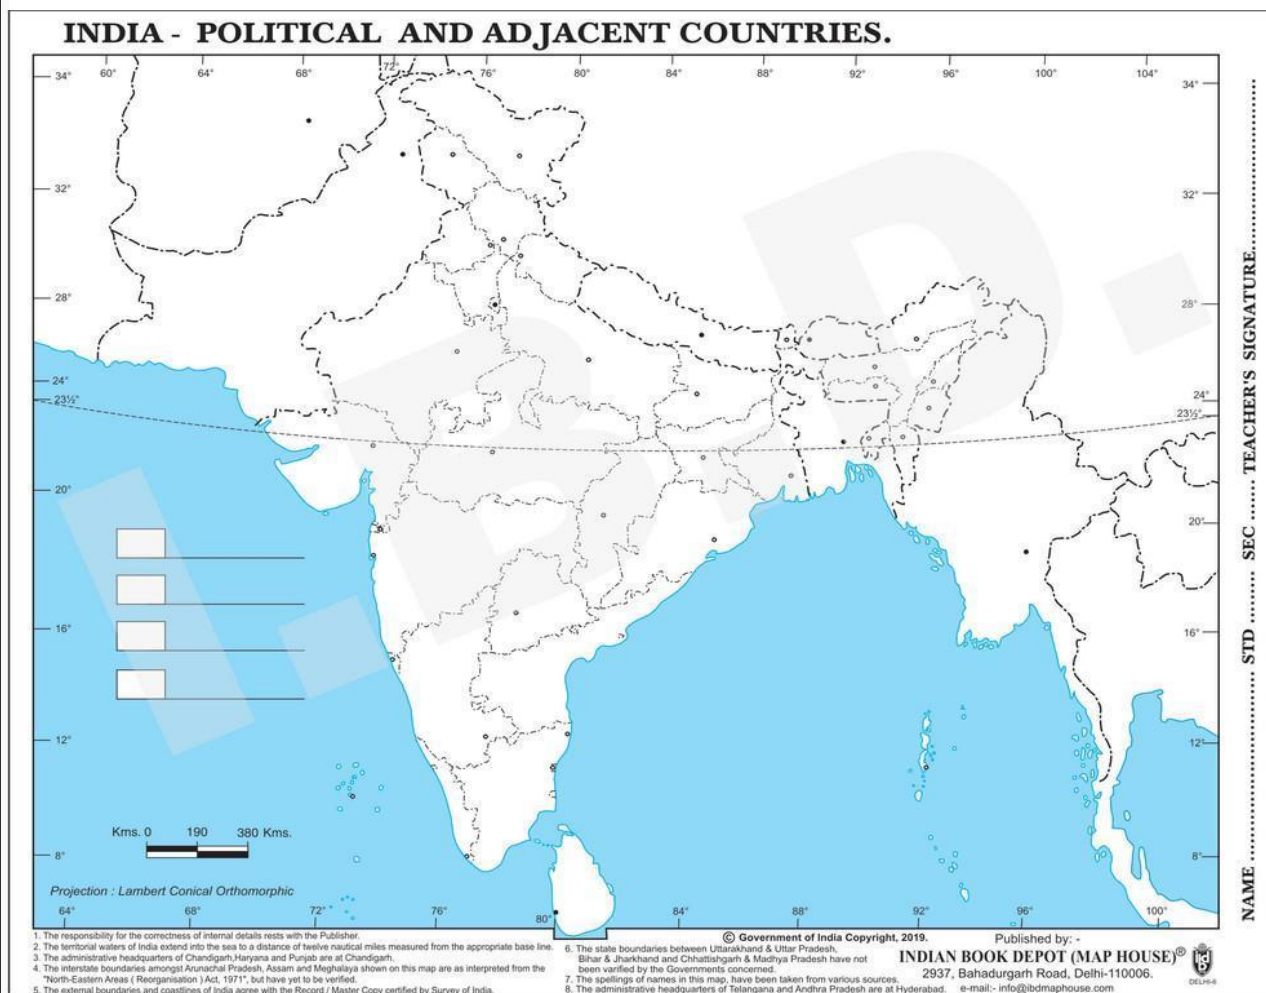 INDIA - POLITICAL AND ADJACENT COUNTRIES.
60° 64° 68° 72° 76° 80° 84° 88° 92° 96° 100° 104°
34° 34°
32° 32°
28° 28°
24° 24°
23½° 23½°
20° 20°
16° 16°
12° 12°
8° 8°
I.B.D.
Kms. 0 190 380 Kms.
Projection : Lambert Conical Orthomorphic
64° 68° 72° 76° 80° 84° 88° 92° 96° 100°
1. The responsibility for the correctness of internal details rests with the Publisher.
2. The territorial waters of India extend into the sea to a distance of twelve nautical miles measured from the appropriate base line.
3. The administrative headquarters of Chandigarh,Haryana and Punjab are at Chandigarh.
4. The interstate boundaries amongst Arunachal Pradesh, Assam and Meghalaya shown on this map are as interpreted from the
"North-Eastern Areas ( Reorganisation ) Act, 1971", but have yet to be verified.
5. The external boundaries and coastlines of India agree with the Record / Master Copy certified by Survey of India.
6. The state boundaries between Uttarakhand & Uttar Pradesh,
Bihar & Jharkhand and Chhattishgarh & Madhya Pradesh have not
been varified by the Governments concerned.
7. The spellings of names in this map, have been taken from various sources.
8. The administrative headquarters of Telangana and Andhra Pradesh are at Hyderabad.
© Government of India Copyright, 2019.
Published by: -
INDIAN BOOK DEPOT (MAP HOUSE)®
2937, Bahadurgarh Road, Delhi-110006.
e-mail:- info@ibdmaphouse.com
ibd
DELHI-6
NAME ........ STD ........ SEC ...... TEACHER'S SIGNATURE........